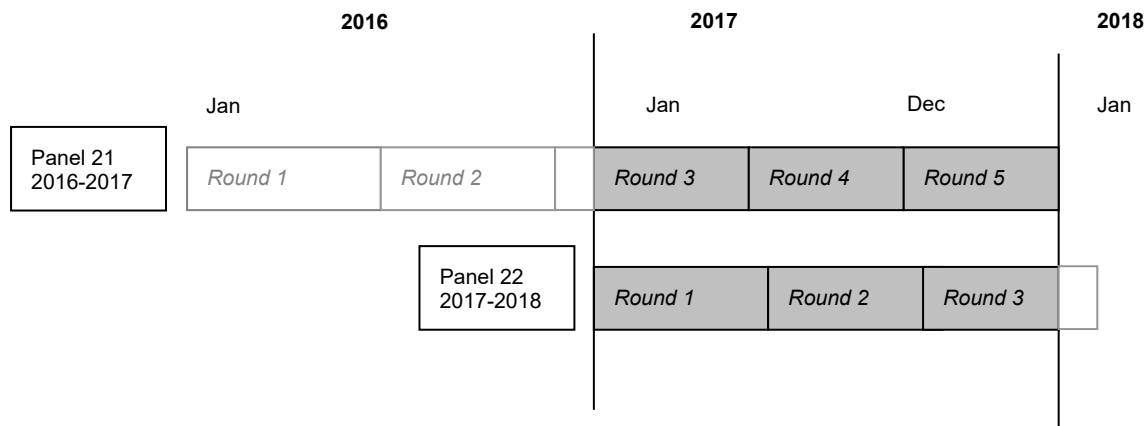 2016 2017 2018
Jan Jan Dec Jan
Panel 21
2016-2017
Round 1 Round 2 Round 3 Round 4 Round 5
Panel 22
2017-2018
Round 1 Round 2 Round 3